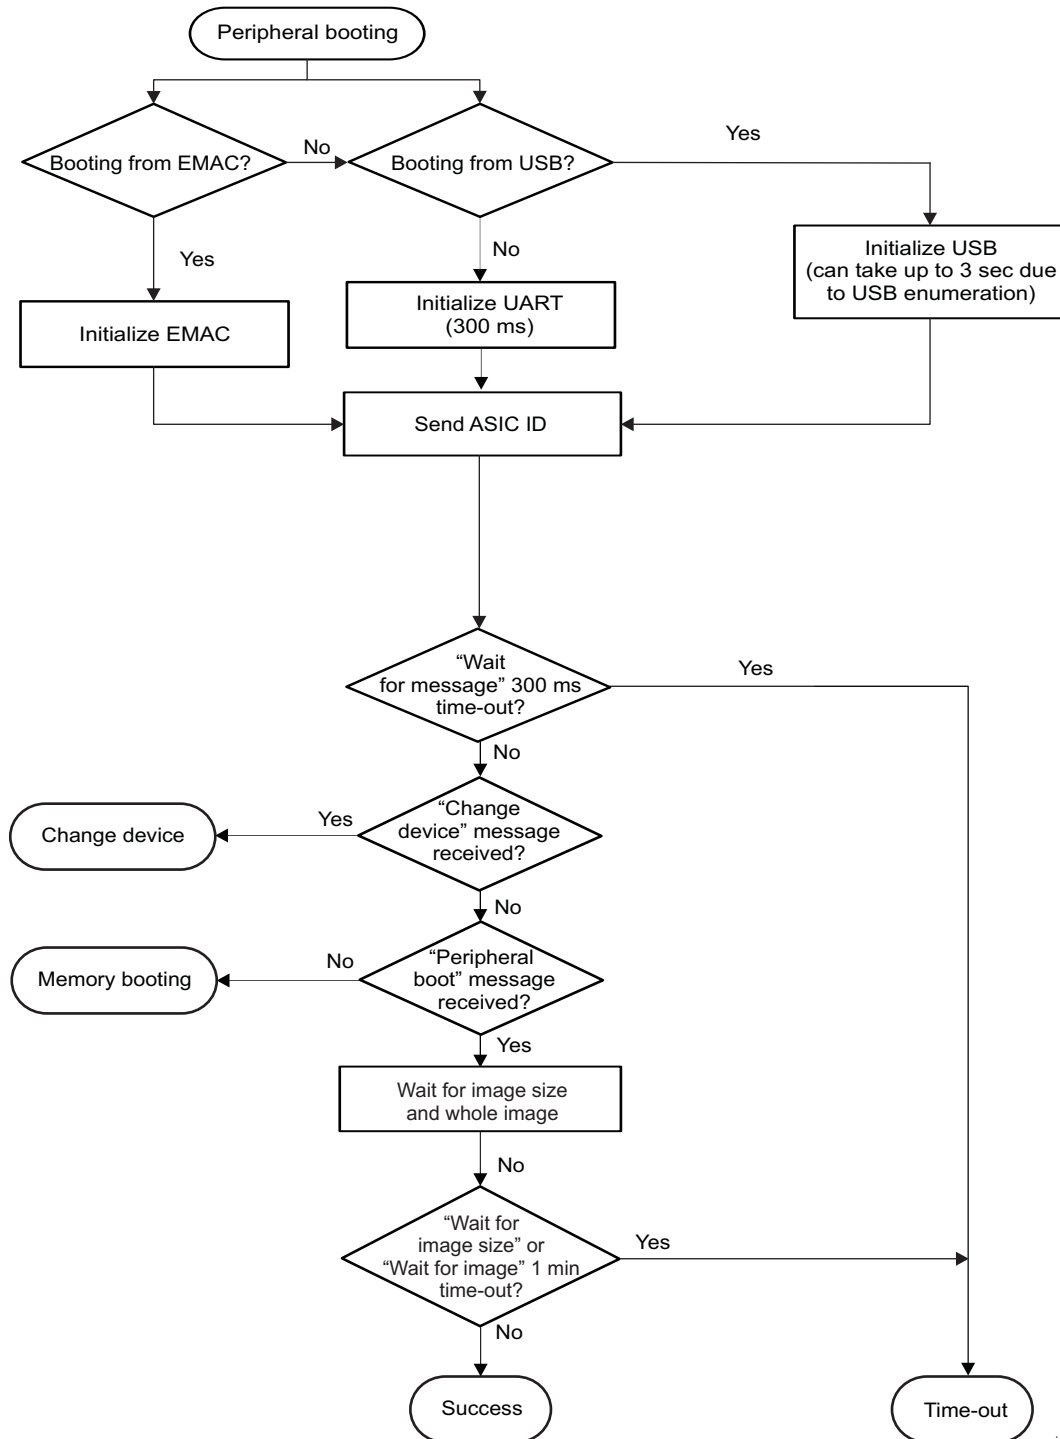 Peripheral booting
Booting from EMAC?
No
Booting from USB?
Yes
Yes
No
Initialize USB
(can take up to 3 sec due
to USB enumeration)
Initialize EMAC
Initialize UART
(300 ms)
Send ASIC ID
“Wait
for message” 300 ms
time-out?
Yes
No
“Change
device” message
received?
Yes
Change device
No
“Peripheral
boot” message
received?
No
Memory booting
Yes
Wait for image size
and whole image
No
“Wait for
image size” or
“Wait for image” 1 min
time-out?
Yes
No
Success
Time-out